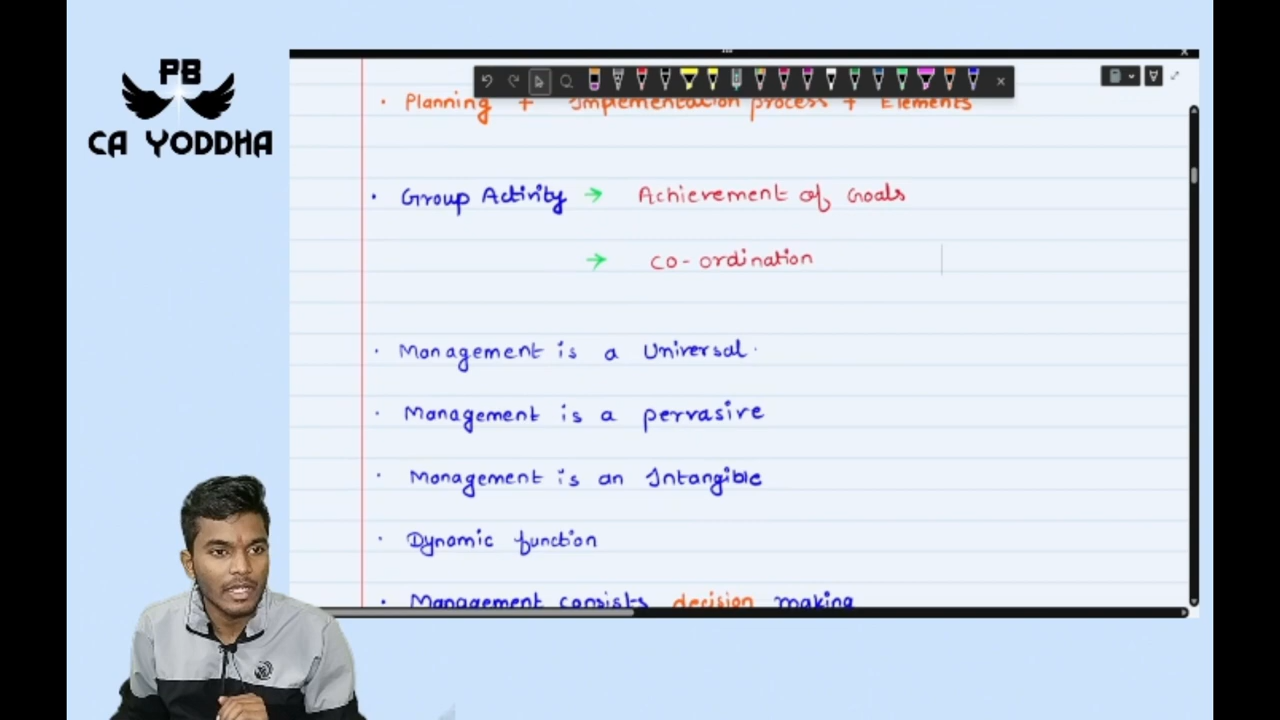 PB
CA YODDHA
• Planning + Implementation process + Elements
• Group Activity → Achievement of Goals
→ co-ordination
• Management is a Universal.
• Management is a pervasive
• Management is an Intangible
• Dynamic function
• Management consists decision making